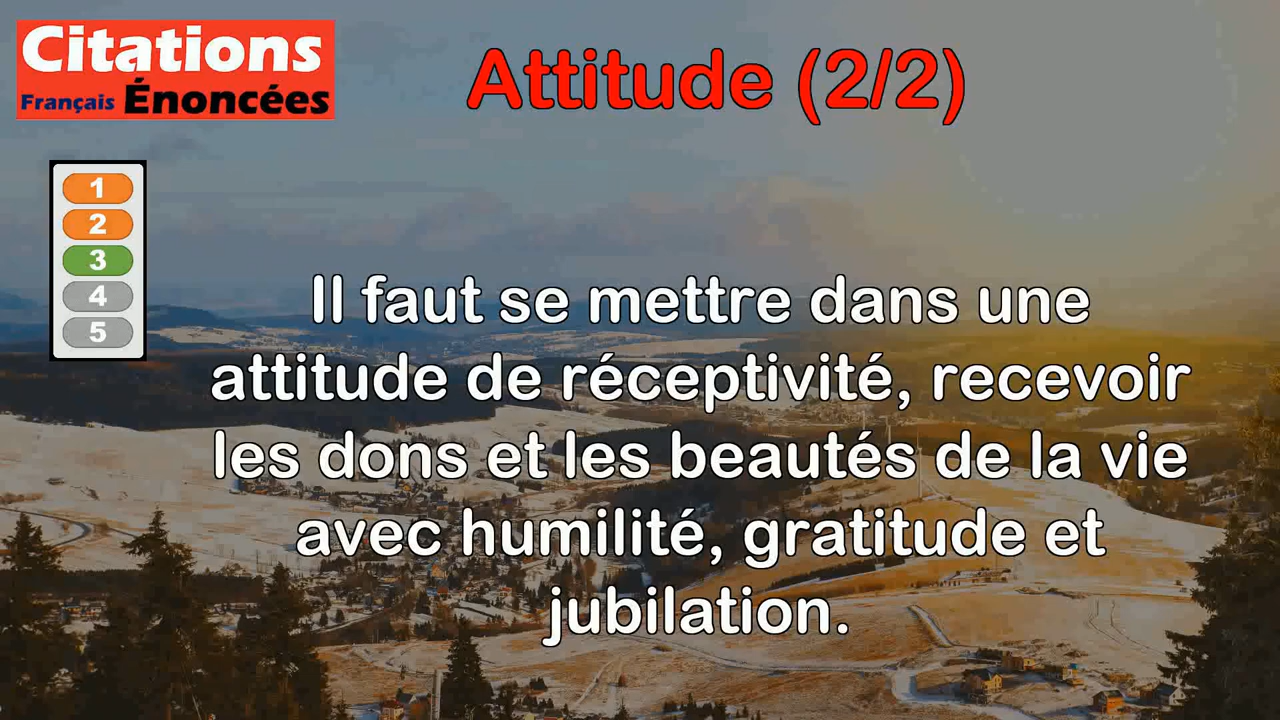 Citations
Français Énoncées
Attitude (2/2)
1
2
3
4
5
Il faut se mettre dans une
attitude de réceptivité, recevoir
les dons et les beautés de la vie
avec humilité, gratitude et
jubilation.